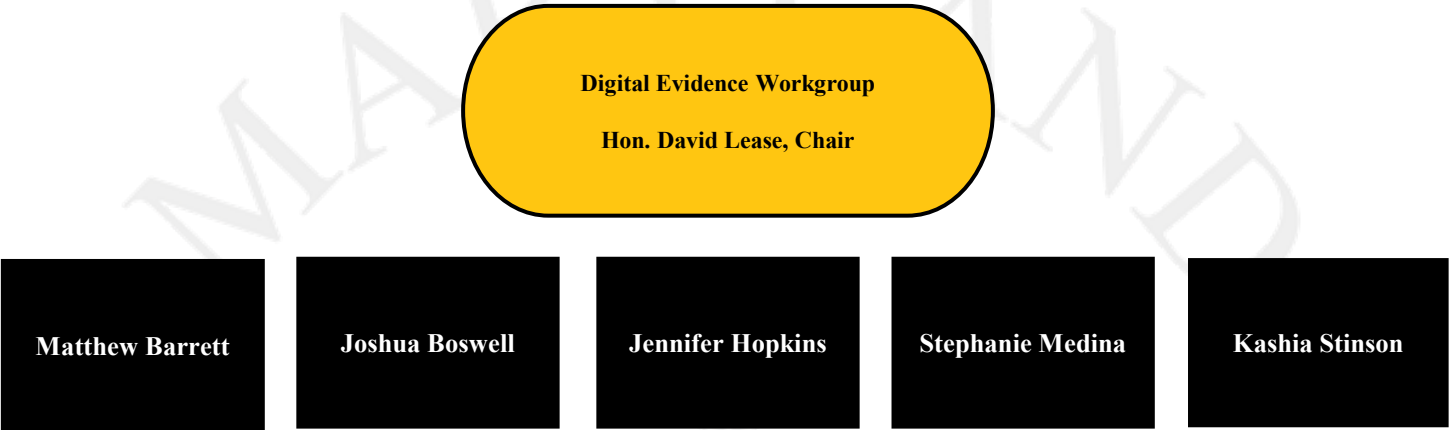 Digital Evidence Workgroup
Hon. David Lease, Chair
Matthew Barrett
Joshua Boswell
Jennifer Hopkins
Stephanie Medina
Kashia Stinson